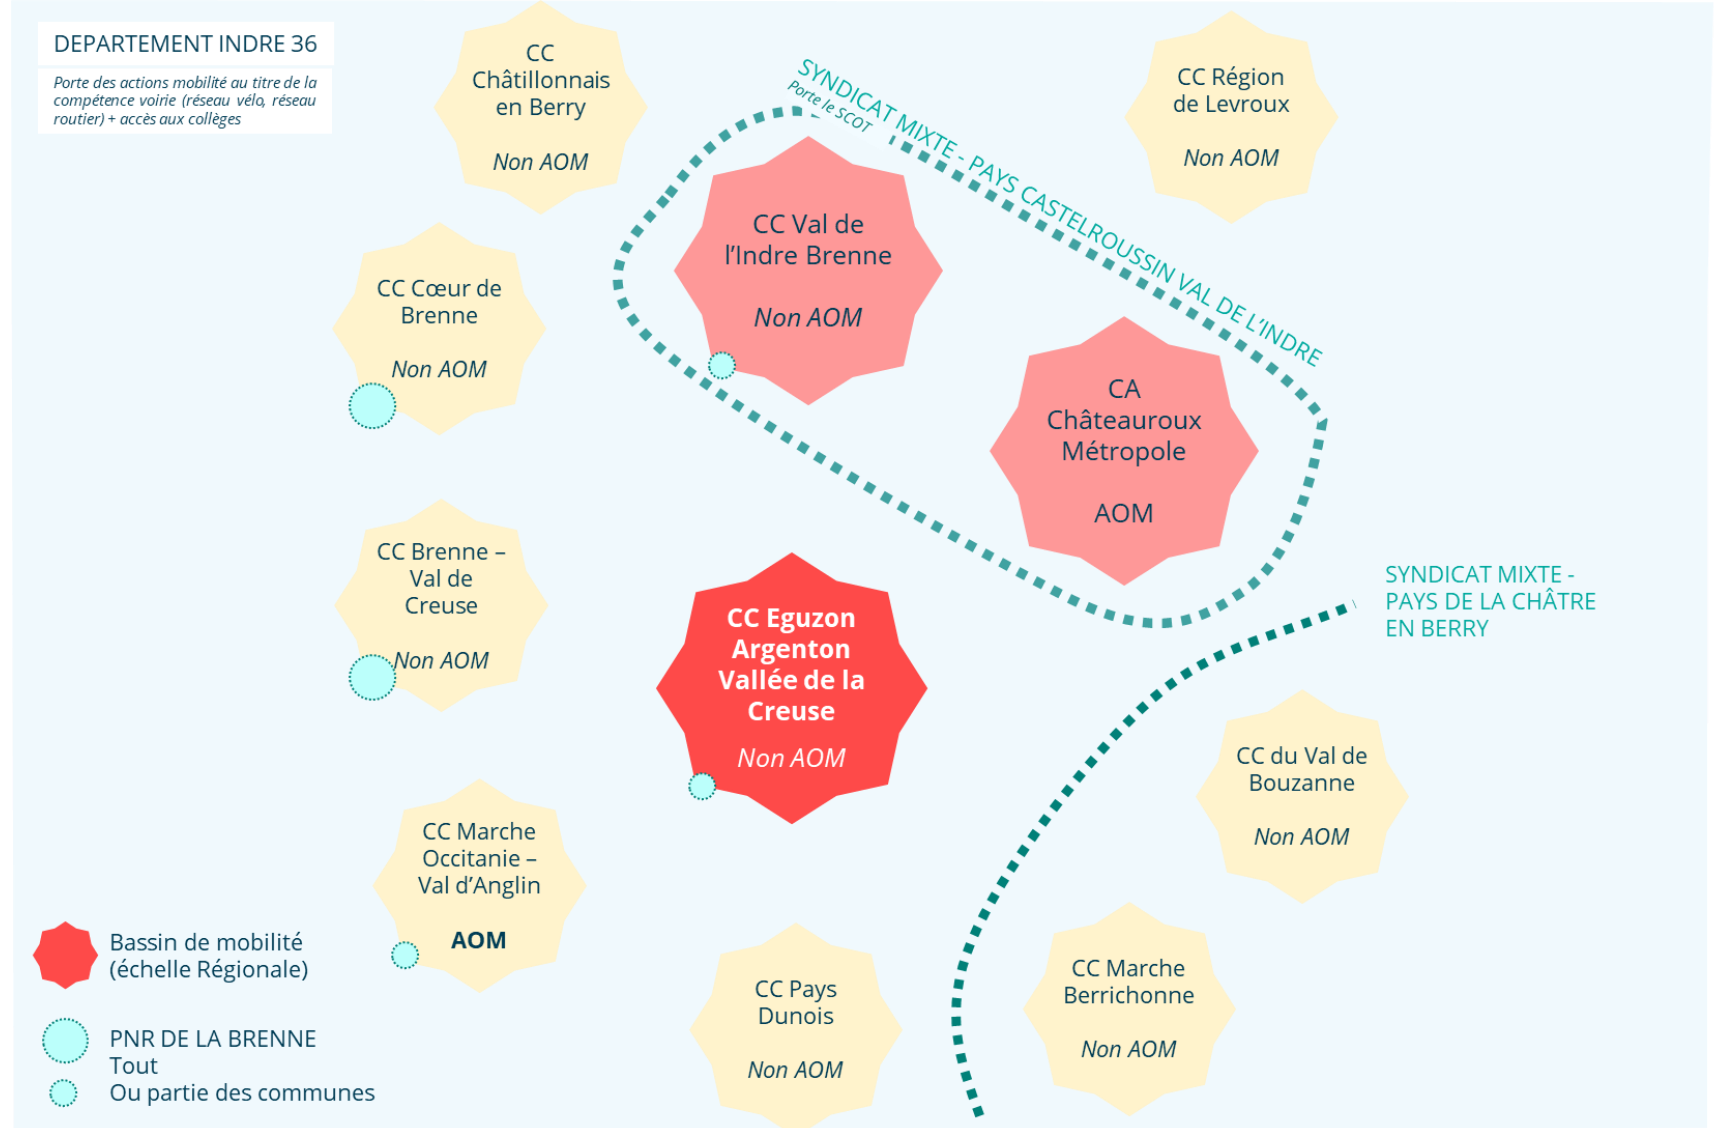 DEPARTEMENT INDRE 36
Porte des actions mobilité au titre de la
compétence voirie (réseau vélo, réseau
routier) + accès aux collèges
CC
Châtillonnais
en Berry
Non AOM
SYNDICAT MIXTE - PAYS CASTELROUSSIN VAL DE L'INDRE
Porte le SCOT
CC Région
de Levroux
Non AOM
CC Val de
l'Indre Brenne
Non AOM
CC Cœur de
Brenne
Non AOM
CA
Châteauroux
Métropole
AOM
CC Brenne –
Val de
Creuse
Non AOM
CC Eguzon
Argenton
Vallée de la
Creuse
Non AOM
SYNDICAT MIXTE -
PAYS DE LA CHÂTRE
EN BERRY
CC du Val de
Bouzanne
Non AOM
CC Marche
Occitanie –
Val d'Anglin
AOM
CC Pays
Dunois
Non AOM
CC Marche
Berrichonne
Non AOM
Bassin de mobilité
(échelle Régionale)
PNR DE LA BRENNE
Tout
Ou partie des communes